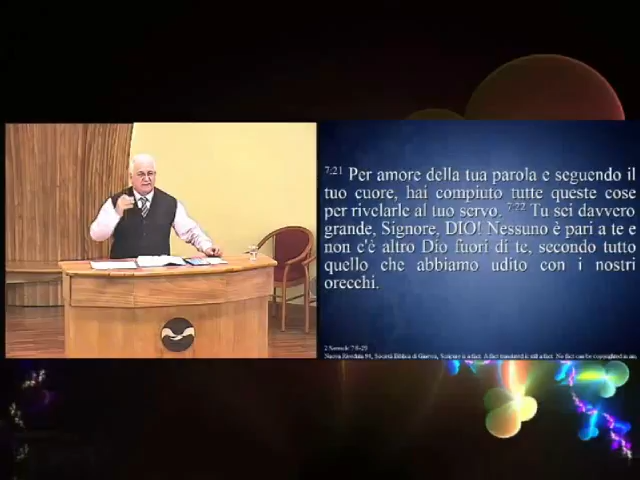 7:21 Per amore della tua parola e seguendo il
tuo cuore, hai compiuto tutte queste cose
per rivelarle al tuo servo. 7:22 Tu sei davvero
grande, Signore, DIO! Nessuno è pari a te e
non c'è altro Dio fuori di te, secondo tutto
quello che abbiamo udito con i nostri
orecchi.
2 Samuele 7:8-29